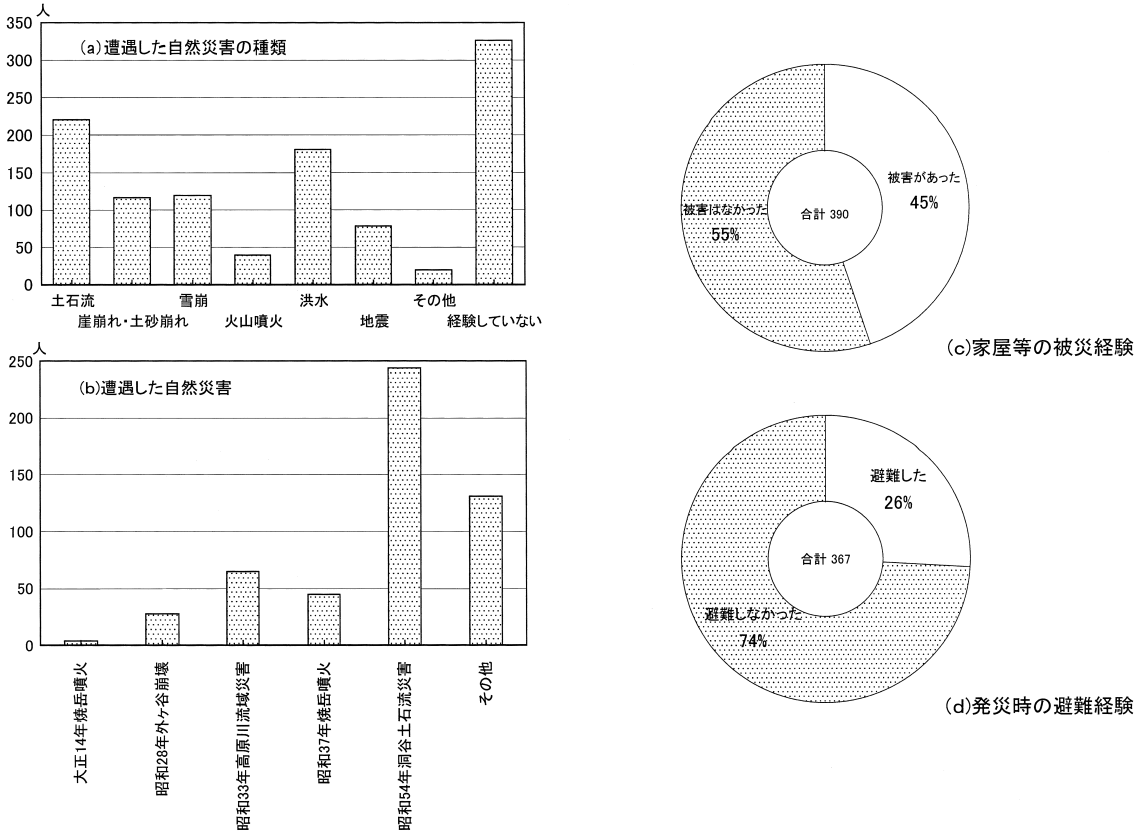 人
350
(a)遭遇した自然災害の種類
300
250
200
150
100
50
0
土石流
雪崩
洪水
その他
崖崩れ・土砂崩れ
火山噴火
地震
経験していない
人
250
(b)遭遇した自然災害
200
150
100
50
0
大正14年焼岳噴火
昭和28年外ヶ谷崩壊
昭和33年高原川流域災害
昭和37年焼岳噴火
昭和54年洞谷土石流災害
その他
被害があった
45%
合計 390
被害はなかった
55%
(c)家屋等の被災経験
避難した
26%
合計 367
避難しなかった
74%
(d)発災時の避難経験